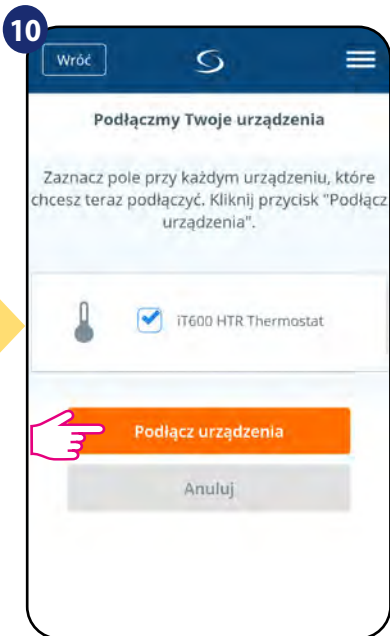 10
Wróć
Podłączmy Twoje urządzenia
Zaznacz pole przy każdym urządzeniu, które
chcesz teraz podłączyć. Kliknij przycisk "Podłącz
urządzenia".
iT600 HTR Thermostat
Podłącz urządzenia
Anuluj